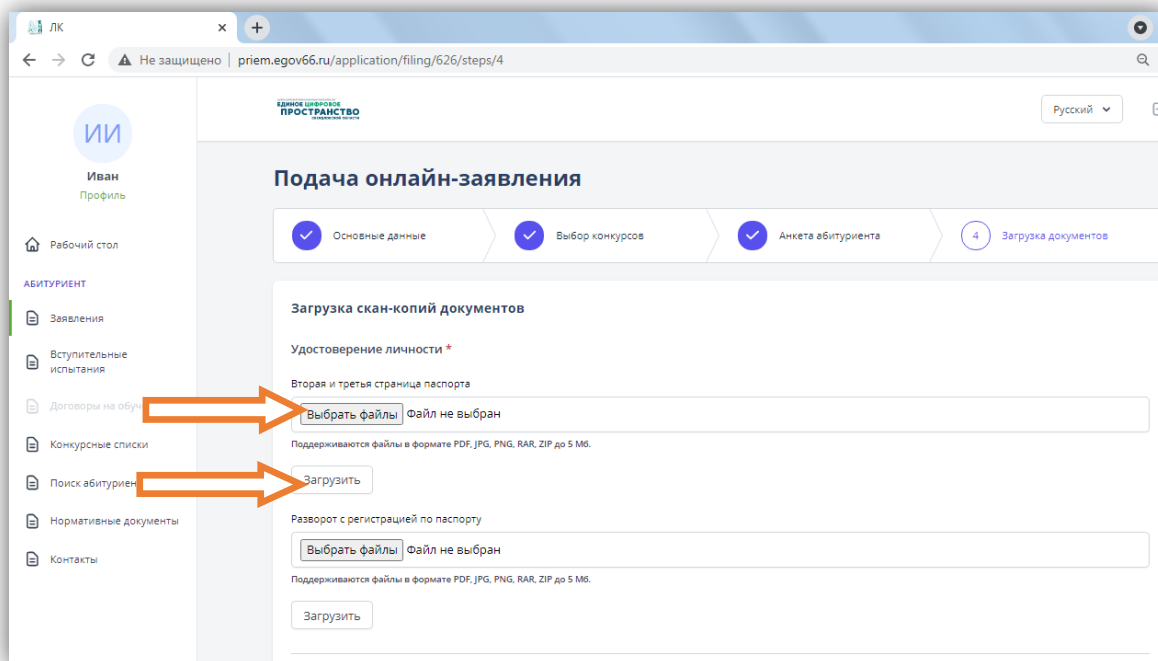 ЛК
Не защищено | priem.egov66.ru/application/filing/626/steps/4
ИИ
Иван
Профиль
Рабочий стол
АБИТУРИЕНТ
Заявления
Вступительные
испытания
Договоры на обуч
Конкурсные списки
Поиск абитуриен
Нормативные документы
Контакты
ЕДИНОЕ ЦИФРОВОЕ
ПРОСТРАНСТВО
СВЕРДЛОВСКОЙ ОБЛАСТИ
Русский
Подача онлайн-заявления
Основные данные
Выбор конкурсов
Анкета абитуриента
4 Загрузка документов
Загрузка скан-копий документов
Удостоверение личности *
Вторая и третья страница паспорта
Выбрать файлы Файл не выбран
Поддерживаются файлы в формате PDF, JPG, PNG, RAR, ZIP до 5 Мб.
Загрузить
Разворот с регистрацией по паспорту
Выбрать файлы Файл не выбран
Поддерживаются файлы в формате PDF, JPG, PNG, RAR, ZIP до 5 Мб.
Загрузить